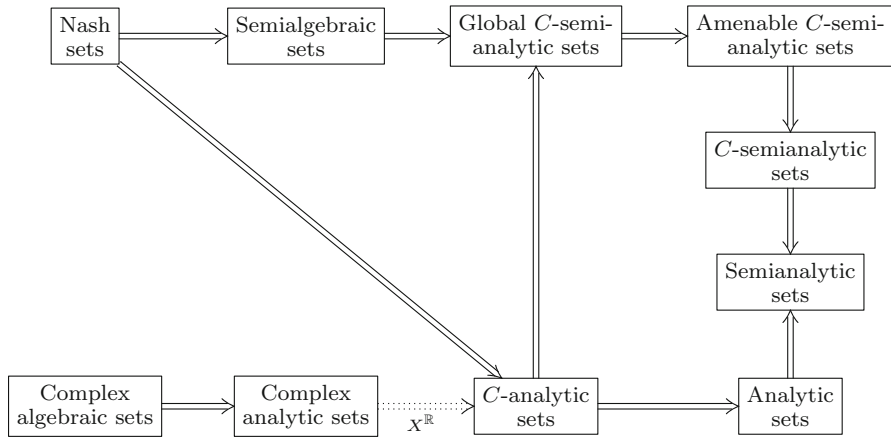 Nash
sets
Semialgebraic
sets
Global C-semi-
analytic sets
Amenable C-semi-
analytic sets
C-semianalytic
sets
Semianalytic
sets
Complex
algebraic sets
Complex
analytic sets
X^ℝ
C-analytic
sets
Analytic
sets